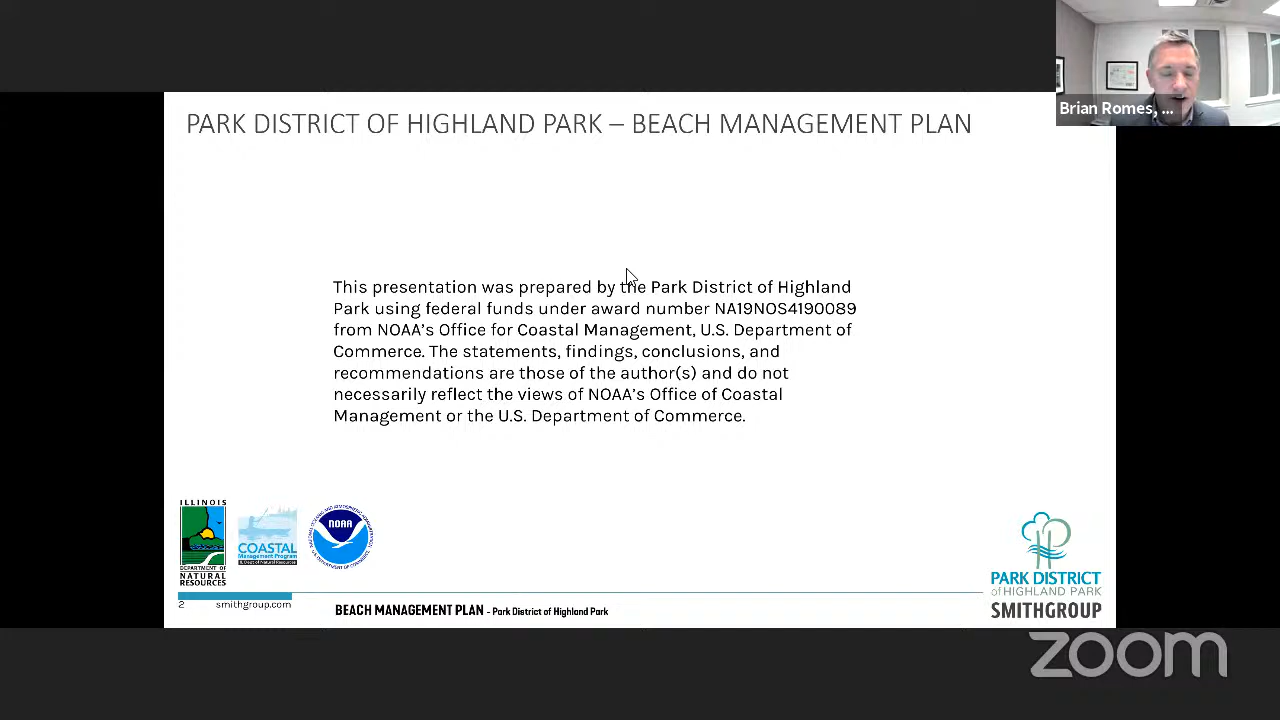 Brian Romes, ...
PARK DISTRICT OF HIGHLAND PARK – BEACH MANAGEMENT PLAN
This presentation was prepared by the Park District of Highland
Park using federal funds under award number NA19NOS4190089
from NOAA's Office for Coastal Management, U.S. Department of
Commerce. The statements, findings, conclusions, and
recommendations are those of the author(s) and do not
necessarily reflect the views of NOAA's Office of Coastal
Management or the U.S. Department of Commerce.
ILLINOIS
DEPARTMENT OF
NATURAL
RESOURCES
COASTAL
Management Program
NOAA
PARK DISTRICT
of HIGHLAND PARK
SMITHGROUP
2 smithgroup.com
BEACH MANAGEMENT PLAN - Park District of Highland Park
zoom